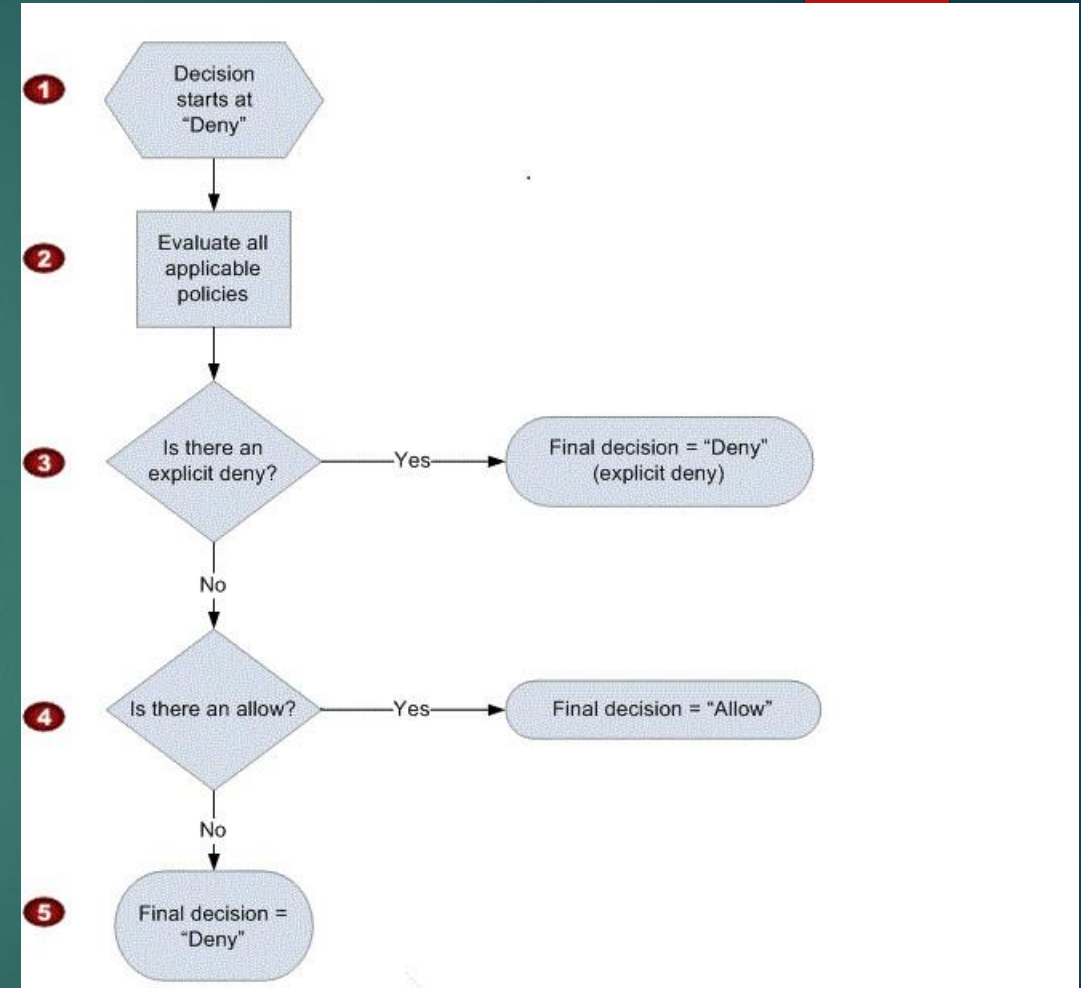 1
Decision
starts at
“Deny”
2
Evaluate all
applicable
policies
3
Is there an
explicit deny?
Yes
Final decision = “Deny”
(explicit deny)
No
4
Is there an allow?
Yes
Final decision = “Allow”
No
5
Final decision =
“Deny”